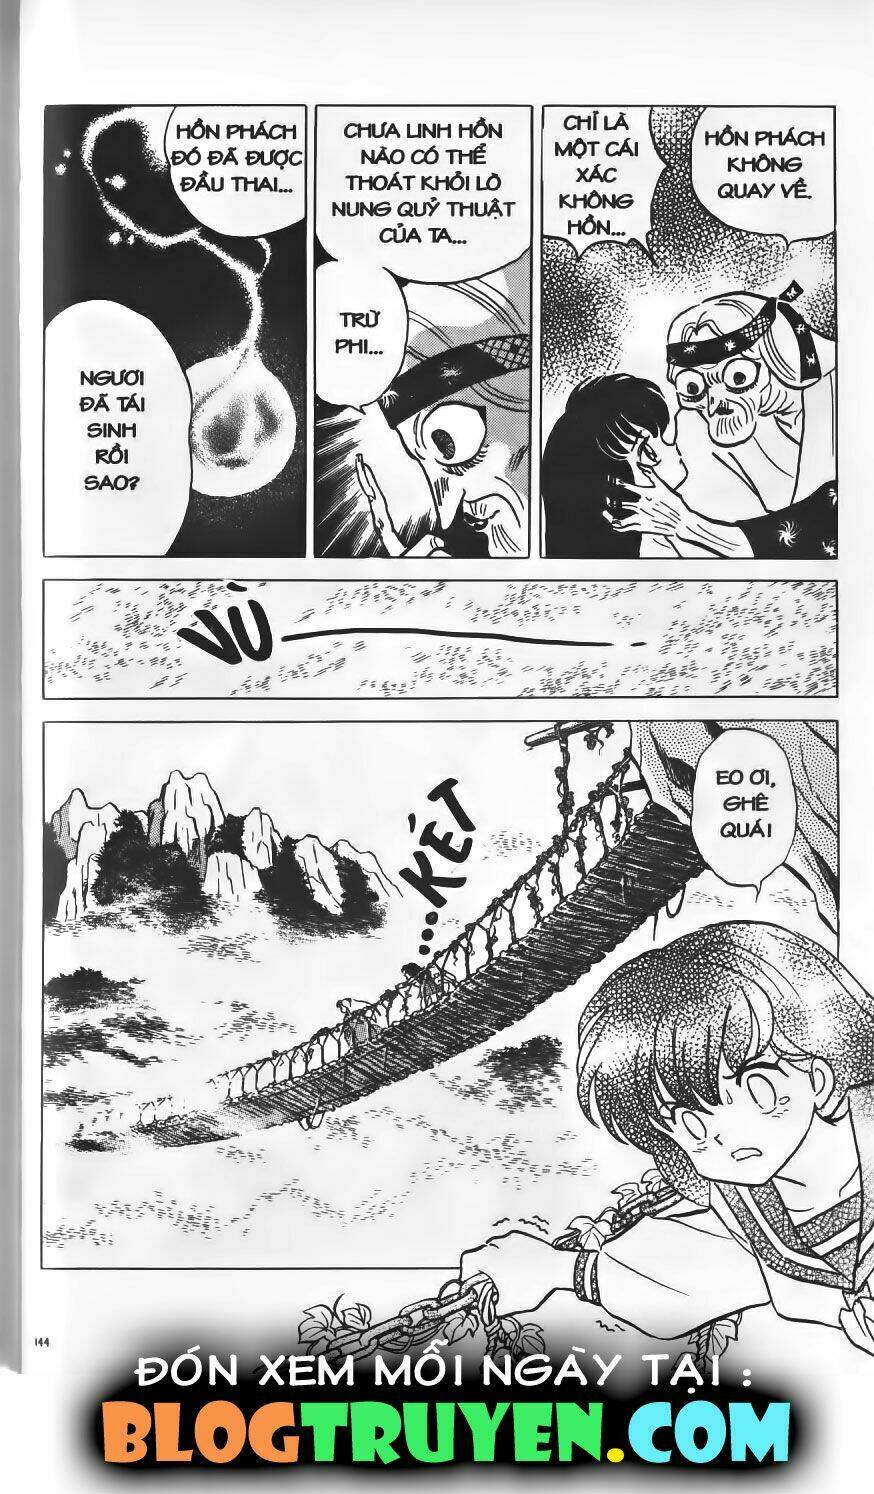 HỒN PHÁCH
KHÔNG
QUAY VỀ.
CHỈ LÀ
MỘT CÁI
XÁC
KHÔNG
HỒN...
CHƯA LINH HỒN
NÀO CÓ THỂ
THOÁT KHỎI LÒ
NUNG QUỶ THUẬT
CỦA TA...
TRỪ
PHI...
HỒN PHÁCH
ĐÓ ĐÃ ĐƯỢC
ĐẦU THAI...
NGƯƠI
ĐÃ TÁI
SINH
RỒI
SAO?
VÙ
EO ƠI,
GHÊ
QUÁ!
...KÉT
144
ĐÓN XEM MỖI NGÀY TẠI :
BLOGTRUYEN.COM